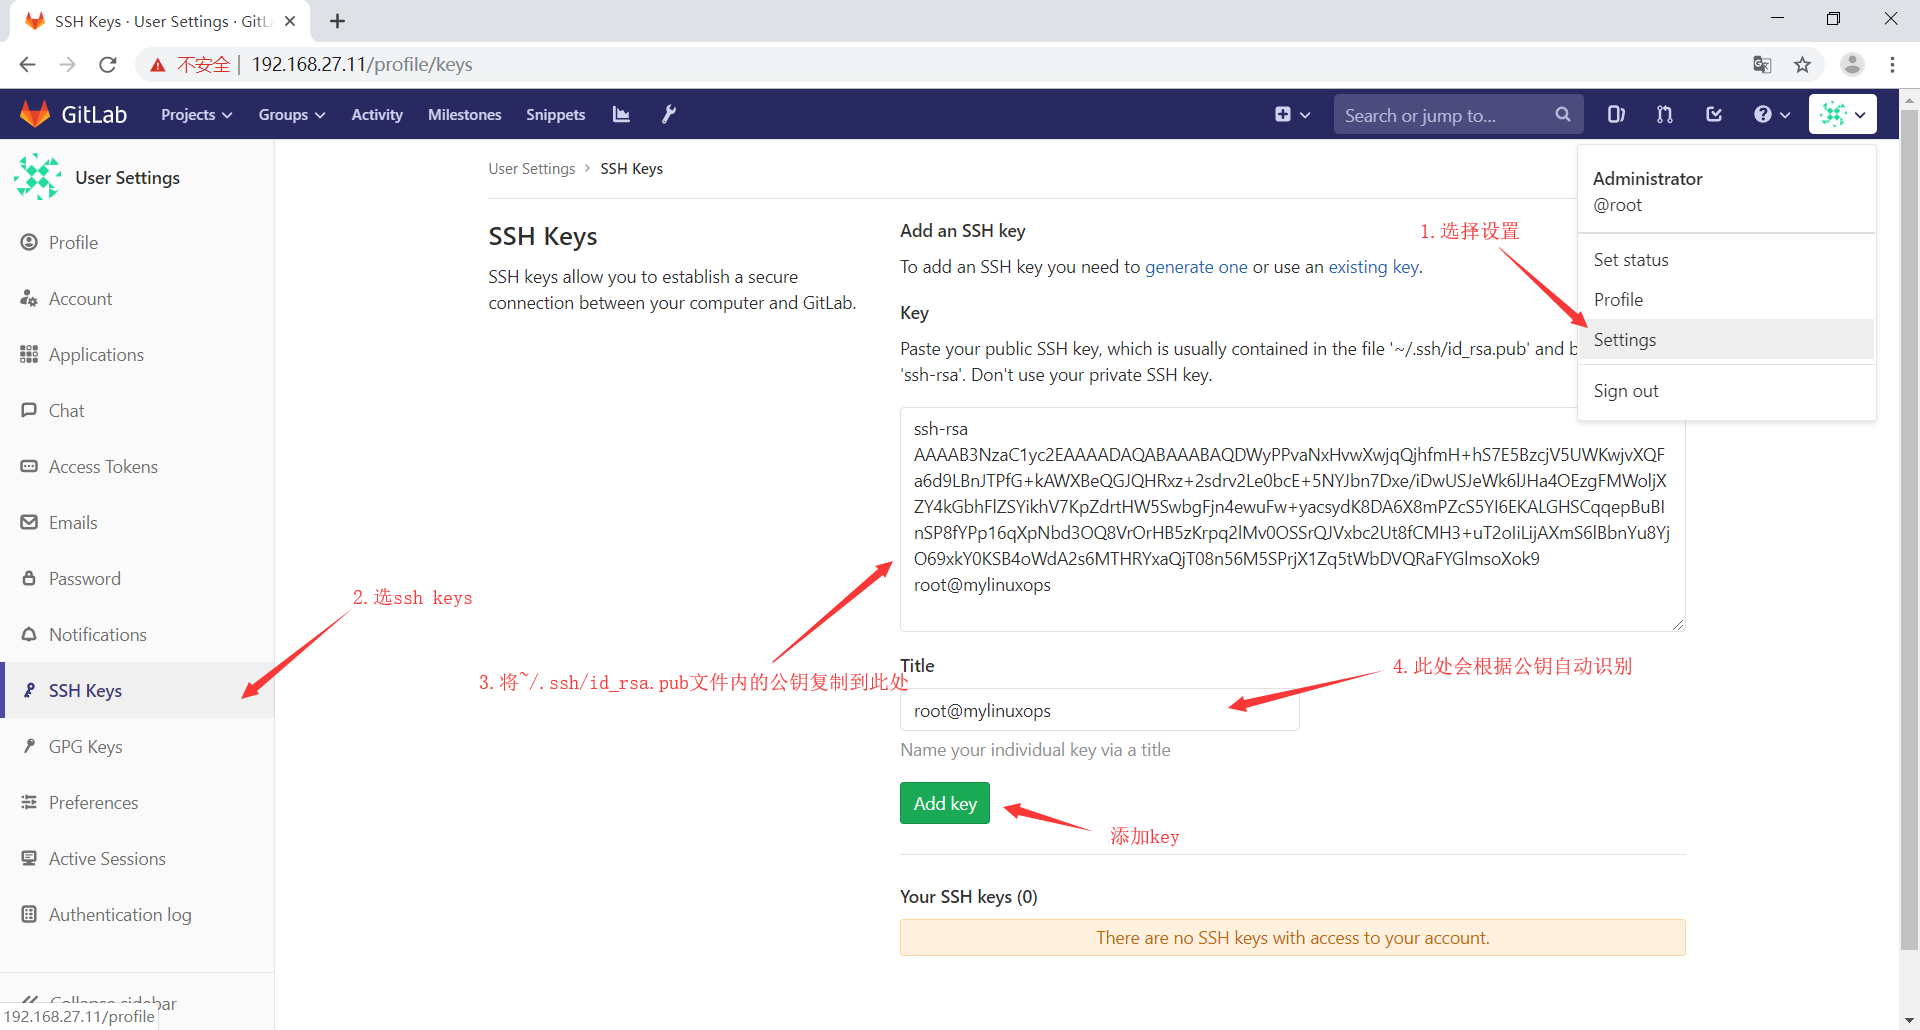 SSH Keys · User Settings · GitLa
不安全 | 192.168.27.11/profile/keys
GitLab Projects Groups Activity Milestones Snippets Search or jump to...
User Settings
Profile
Account
Applications
Chat
Access Tokens
Emails
Password
Notifications
SSH Keys
GPG Keys
Preferences
Active Sessions
Authentication log
Collapse sidebar
192.168.27.11/profile
User Settings > SSH Keys
SSH Keys
SSH keys allow you to establish a secure
connection between your computer and GitLab.
Add an SSH key
To add an SSH key you need to generate one or use an existing key.
Key
Paste your public SSH key, which is usually contained in the file '~/.ssh/id_rsa.pub' and b
'ssh-rsa'. Don't use your private SSH key.
ssh-rsa
AAAAB3NzaC1yc2EAAAADAQABAAABAQDWyPPvaNxHvwXwjqQjhfmH+hS7E5BzcjV5UWKwjvXQF
a6d9LBnJTPfG+kAWXBeQGJQHRxz+2sdrv2Le0bcE+5NYJbn7Dxe/iDwUSJeWk6lJHa4OEzgFMWoljX
ZY4kGbhFlZSYikhV7KpZdrtHW5SwbgFjn4ewuFw+yacsydK8DA6X8mPZcS5YI6EKALGHSCqqepBuBI
nSP8fYPp16qXpNbd3OQ8VrOrHB5zKrpq2lMv0OSSrQJVxbc2Ut8fCMH3+uT2oIiLijAXmS6lBbnYu8Yj
O69xkY0KSB4oWdA2s6MTHRYxaQjT08n56M5SPrjX1Zq5tWbDVQRaFYGlmsoXok9
root@mylinuxops
Title
root@mylinuxops
Name your individual key via a title
Add key
Your SSH keys (0)
There are no SSH keys with access to your account.
Administrator
@root
Set status
Profile
Settings
Sign out
1.选择设置
2.选ssh keys
3.将~/.ssh/id_rsa.pub文件内的公钥复制到此处
4.此处会根据公钥自动识别
添加key